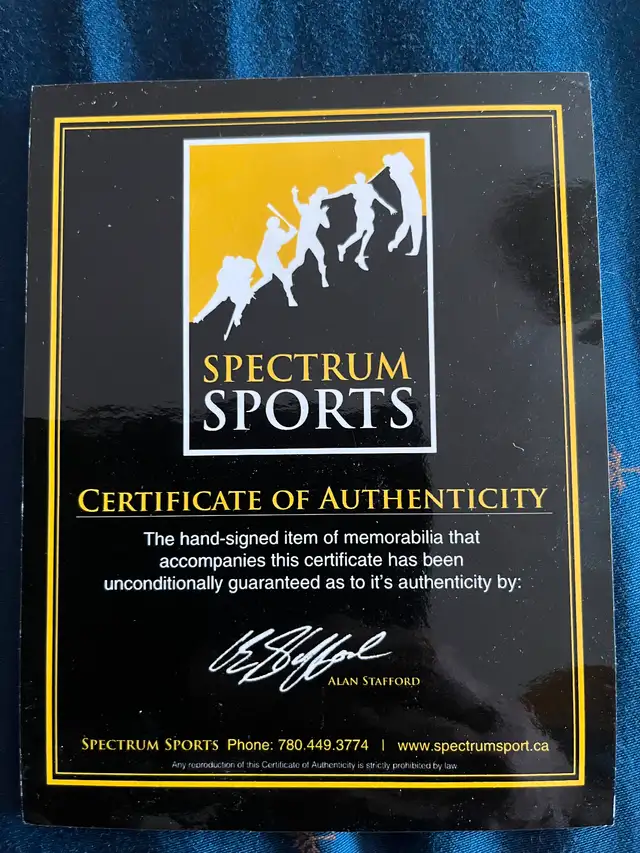 SPECTRUM
SPORTS
CERTIFICATE OF AUTHENTICITY
The hand-signed item of memorabilia that
accompanies this certificate has been
unconditionally guaranteed as to it's authenticity by:
ALAN STAFFORD
SPECTRUM SPORTS Phone: 780.449.3774 | www.spectrumsport.ca
Any reproduction of this Certificate of Authenticity is strictly prohibited by law